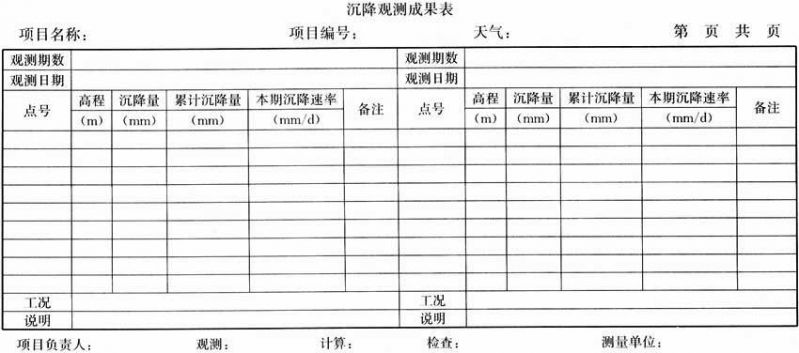 沉降观测成果表
项目名称： 项目编号： 天气： 第 页 共 页
观测期数 观测期数
观测日期 观测日期
点号 高程 沉降量 累计沉降量 本期沉降速率 备注 点号 高程 沉降量 累计沉降量 本期沉降速率 备注
（m） （mm） （mm） （mm/d） （m） （mm） （mm） （mm/d）
工况 工况
说明 说明
项目负责人： 观测： 计算： 检查： 测量单位：